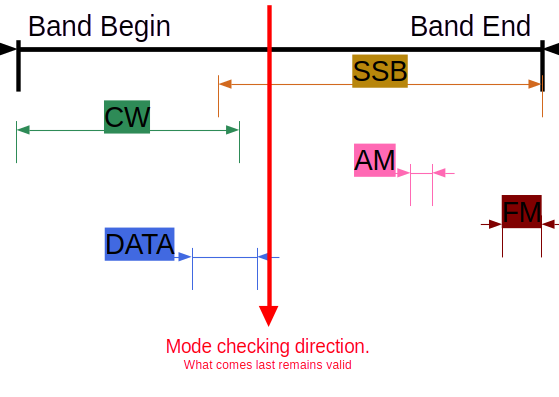 Band Begin
Band End
SSB
CW
AM
FM
DATA
Mode checking direction.
What comes last remains valid